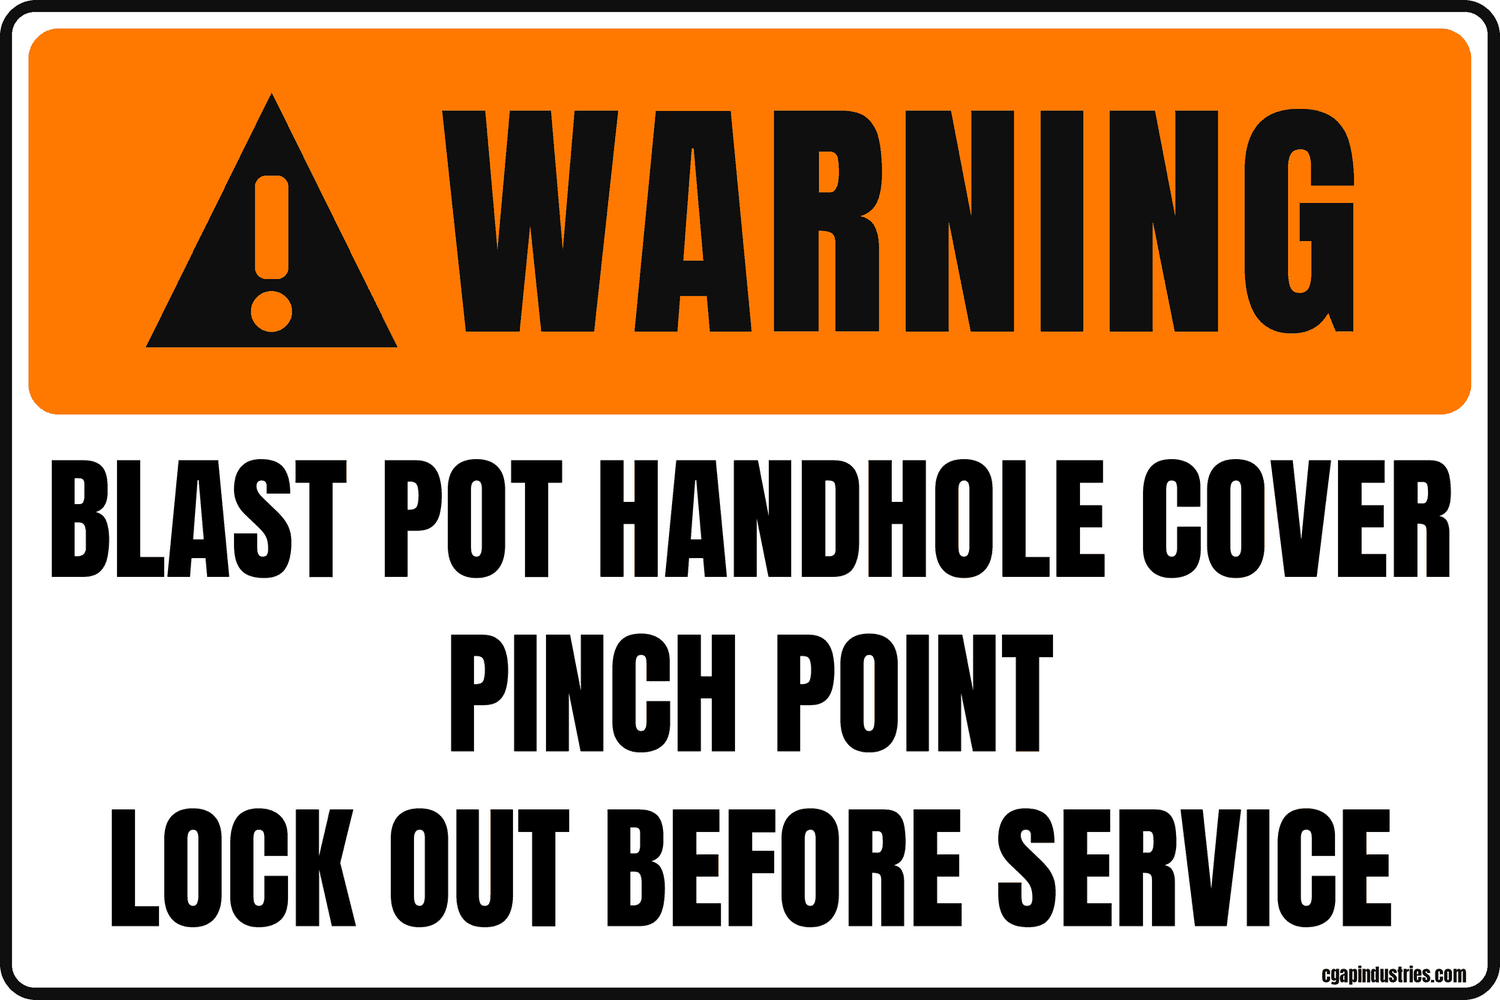 WARNING
BLAST POT HANDHOLE COVER
PINCH POINT
LOCK OUT BEFORE SERVICE
cgapindustries.com